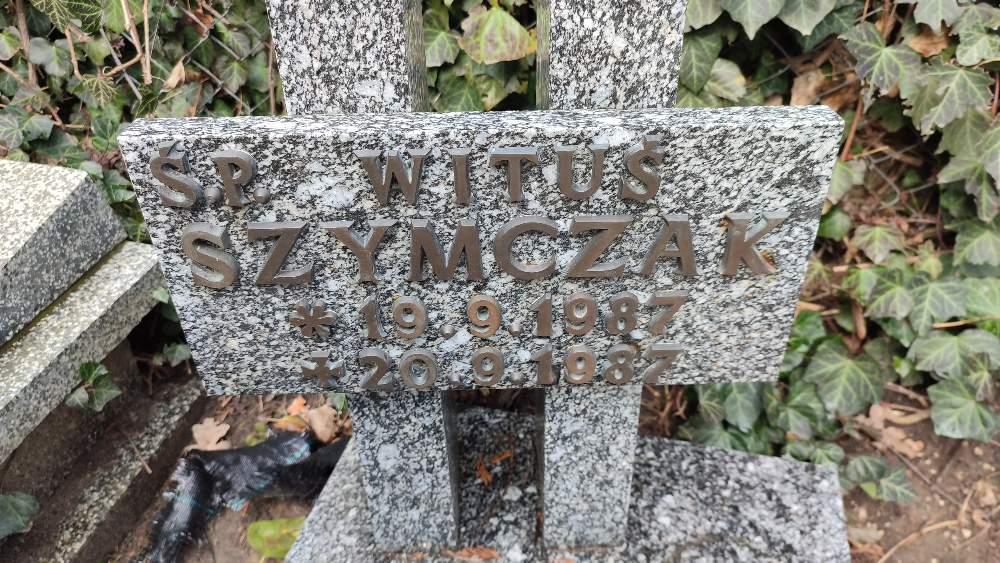 Ś.P. WITUŚ
SZYMCZAK
* 19.9.1987
+ 20.9.1987